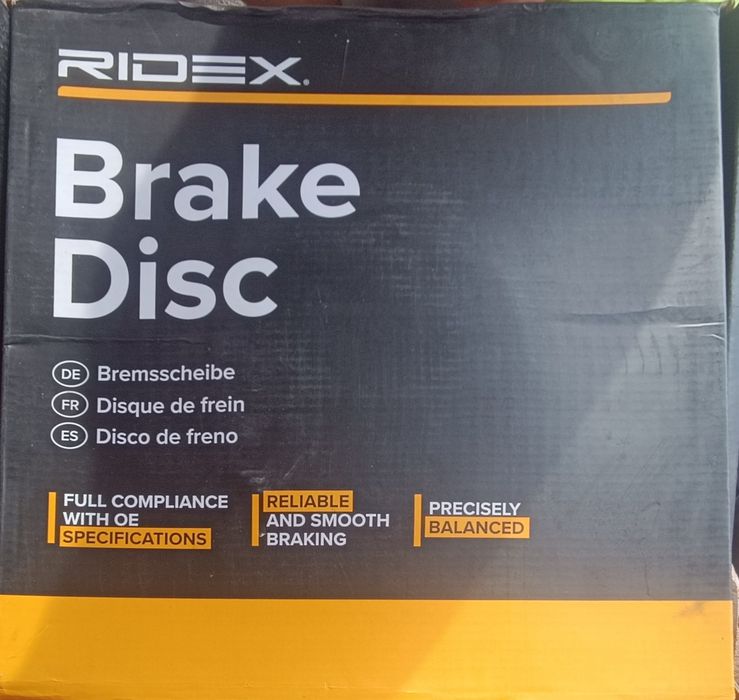 RIDEX.
Brake
Disc
DE Bremsscheibe
FR Disque de frein
ES Disco de freno
FULL COMPLIANCE
WITH OE
SPECIFICATIONS
RELIABLE
AND SMOOTH
BRAKING
PRECISELY
BALANCED